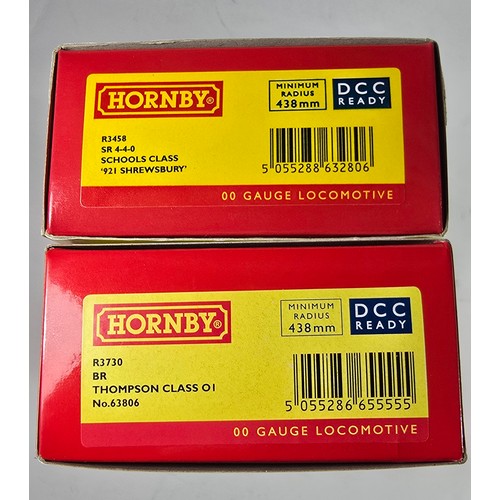 HORNBY®
MINIMUM
RADIUS
438mm
DCC
READY
R3458
SR 4-4-0
SCHOOLS CLASS
'921 SHREWSBURY'
5 055288 632806
00 GAUGE LOCOMOTIVE
HORNBY®
MINIMUM
RADIUS
438mm
DCC
READY
R3730
BR
THOMPSON CLASS O1
No.63806
5 055286 655555
00 GAUGE LOCOMOTIVE